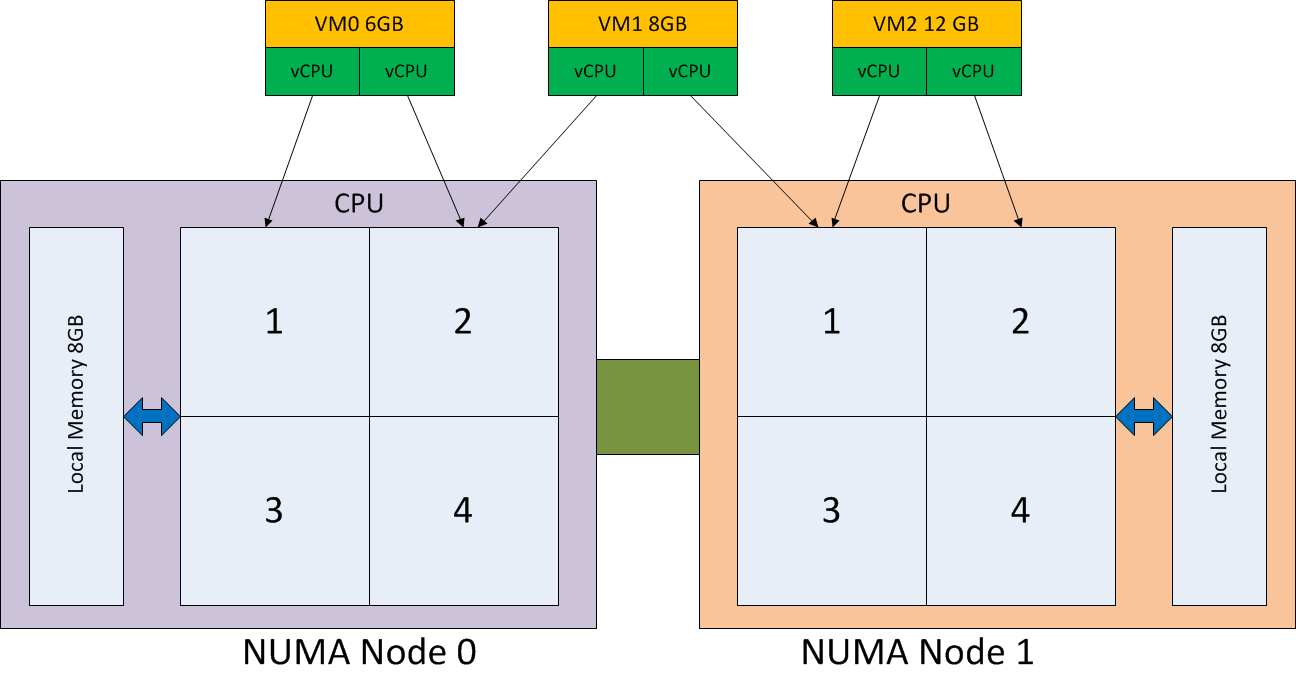 VM0 6GB
vCPU
vCPU
VM1 8GB
vCPU
vCPU
VM2 12 GB
vCPU
vCPU
CPU
Local Memory 8GB
1
2
3
4
NUMA Node 0
CPU
1
2
3
4
Local Memory 8GB
NUMA Node 1